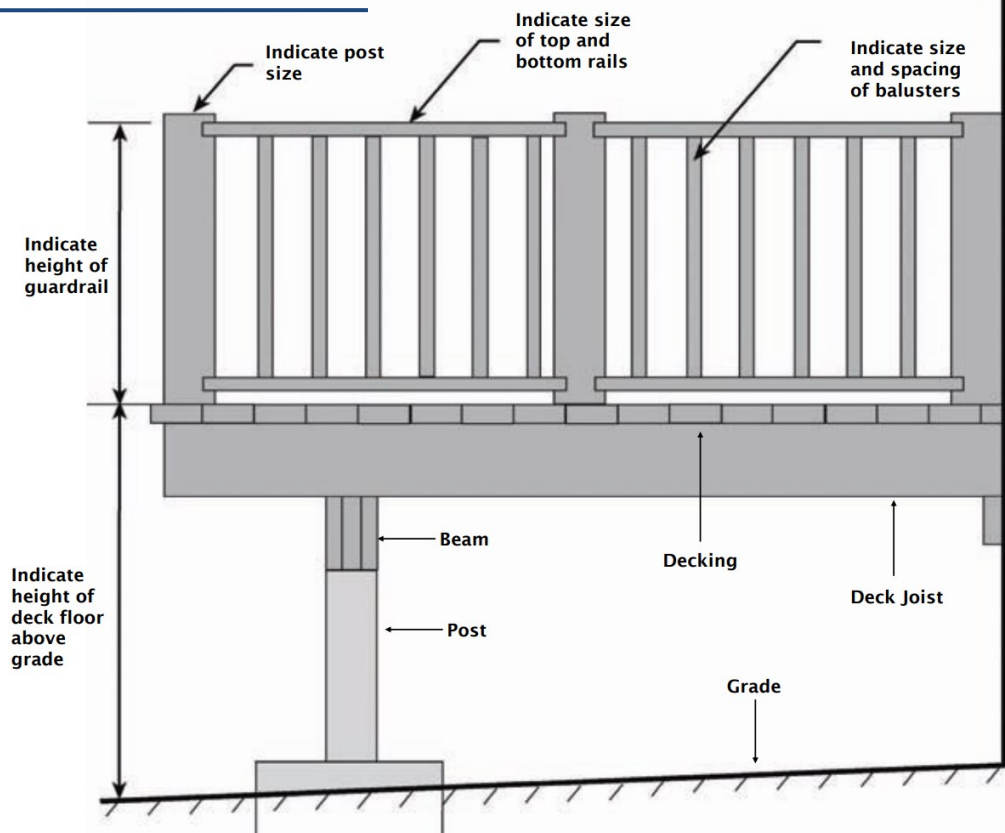 Indicate size
of top and
bottom rails
Indicate post
size
Indicate size
and spacing
of balusters
Indicate
height of
guardrail
Beam
Decking
Indicate
height of
deck floor
above
grade
Deck Joist
Post
Grade